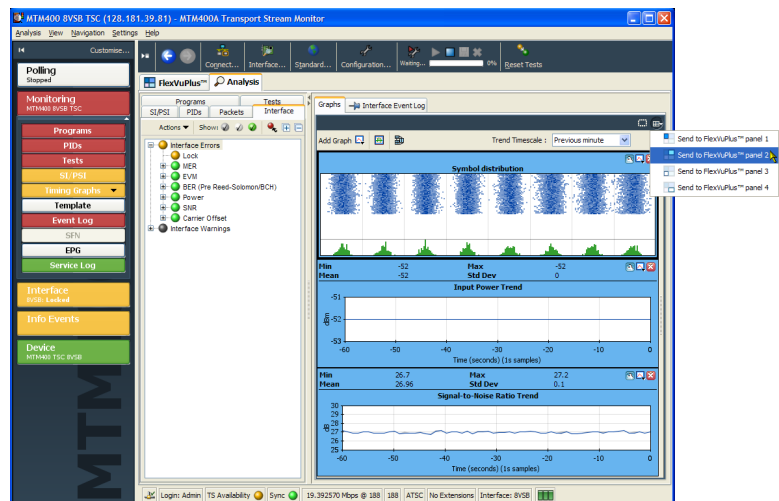 MTM400 8VSB TSC (128.181.39.81) - MTM400A Transport Stream Monitor
Analysis View Navigation Settings Help
Customise...
Connect... Interface... Standard... Configuration... Waiting... 0% Reset Tests
Polling
Stopped
FlexVuPlus™ Analysis
Monitoring
MTM400 8VSB TSC
Programs
PIDs
Tests
SI/PSI
Timing Graphs
Template
Event Log
SFN
EPG
Service Log
Interface
8VSB: Locked
Info Events
Device
MTM400 TSC 8VSB
MTM
Programs Tests
SI/PSI PIDs Packets Interface
Actions Show:
Interface Errors
Lock
MER
EVM
BER (Pre Reed-Solomon/BCH)
Power
SNR
Carrier Offset
Interface Warnings
Graphs Interface Event Log
Add Graph Trend Timescale : Previous minute
Send to FlexVuPlus™ panel 1
Send to FlexVuPlus™ panel 2
Send to FlexVuPlus™ panel 3
Send to FlexVuPlus™ panel 4
Symbol distribution
Min -52 Max -52
Mean -52 Std Dev 0
Input Power Trend
-51
-52
-53
dBm
-60 -50 -40 -30 -20 -10 0
Time (seconds) (1s samples)
Min 26.7 Max 27.2
Mean 26.96 Std Dev 0.1
Signal-to-Noise Ratio Trend
30
29
28
27
26
25
dB
-60 -50 -40 -30 -20 -10 0
Time (seconds) (1s samples)
Login: Admin TS Availability Sync 19.392570 Mbps @ 188 188 ATSC No Extensions Interface: 8VSB